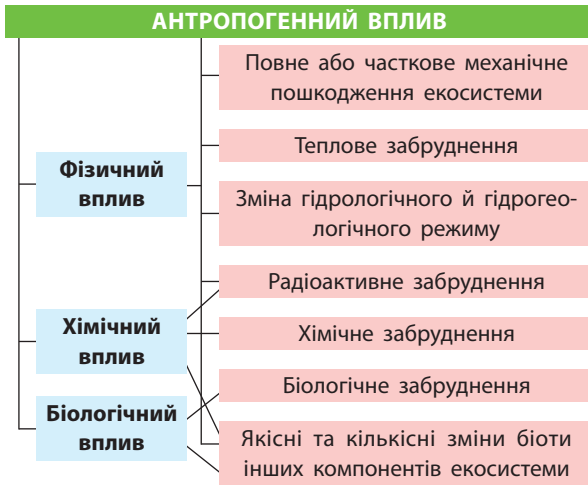 АНТРОПОГЕННИЙ ВПЛИВ
Повне або часткове механічне
пошкодження екосистеми
Теплове забруднення
Фізичний
вплив
Зміна гідрологічного й гідрогео-
логічного режиму
Радіоактивне забруднення
Хімічний
вплив
Хімічне забруднення
Біологічне забруднення
Біологічний
вплив
Якісні та кількісні зміни біоти
інших компонентів екосистеми